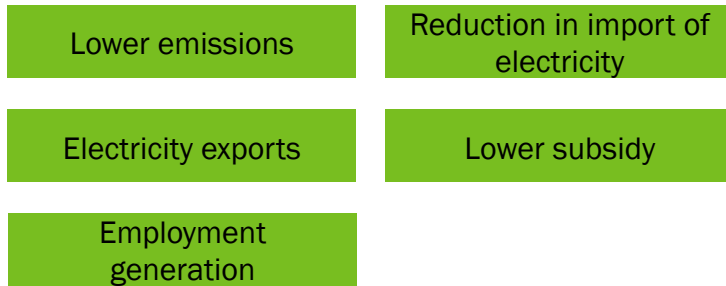 Lower emissions
Reduction in import of
electricity
Electricity exports
Lower subsidy
Employment
generation